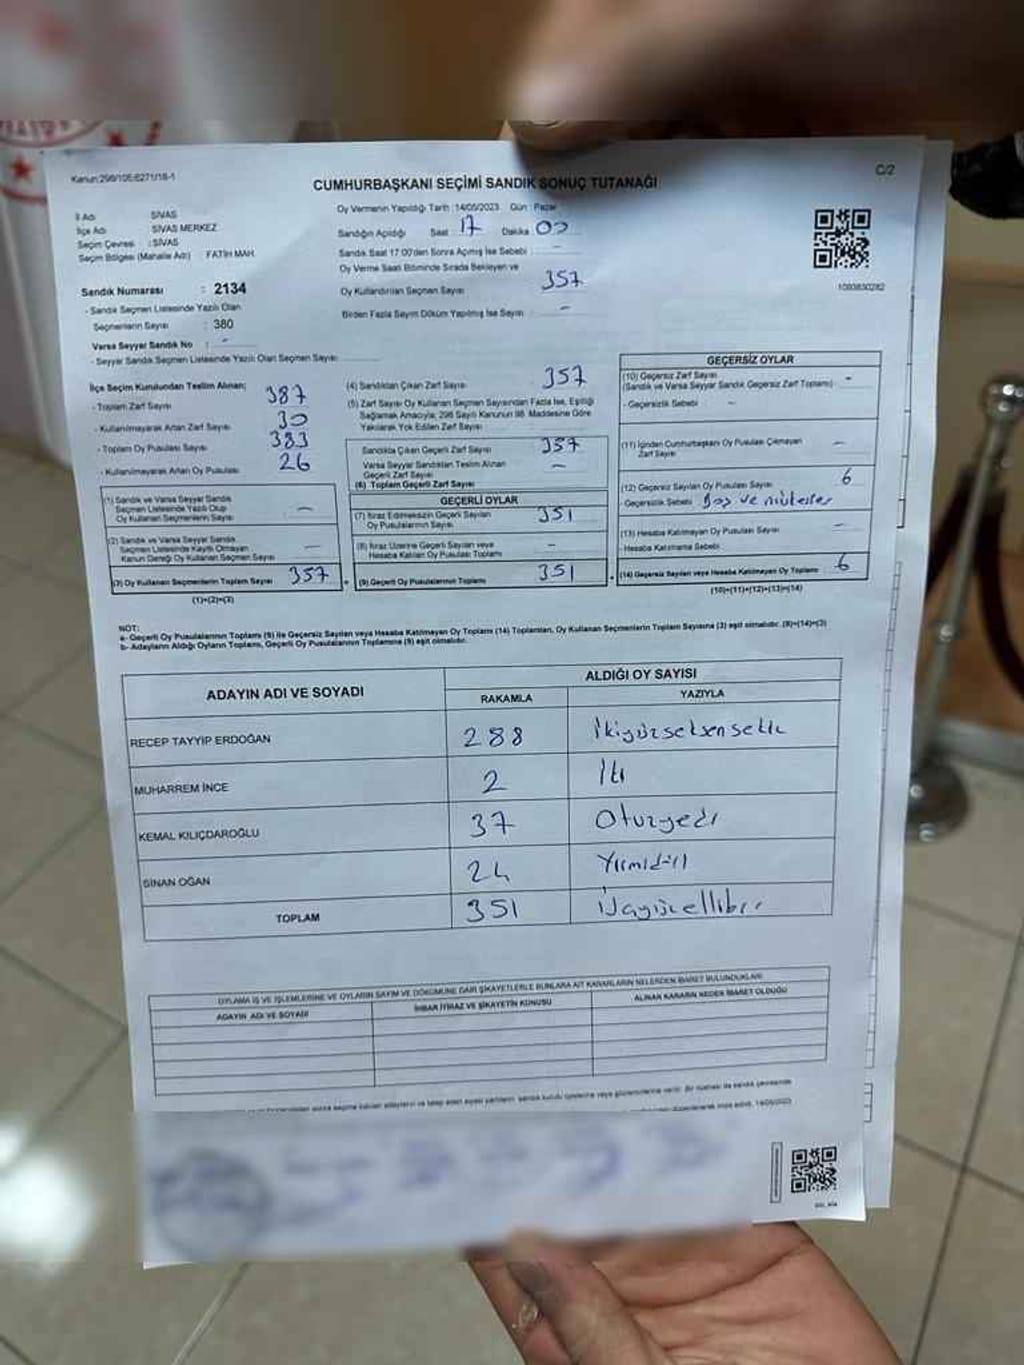 Kanun:298/105-6271/18-1
C/2
CUMHURBAŞKANI SEÇİMİ SANDIK SONUÇ TUTANAĞI
İl Adı SİVAS
İlçe Adı SİVAS MERKEZ
Seçim Çevresi :SİVAS
Seçim Bölgesi (Mahalle Adı) FATİH MAH.
Sandık Numarası : 2134
- Sandık Seçmen Listesinde Yazılı Olan
Seçmenlerin Sayısı : 380
Varsa Seyyar Sandık No : -
- Seyyar Sandık Seçmen Listesinde Yazılı Olan Seçmen Sayısı
Oy Vermenin Yapıldığı Tarih :14/05/2023 Gün : Pazar
Sandığın Açıldığı Saat 17 Dakika 00
Sandık Saat 17:00'den Sonra Açılmış İse Sebebi : -
Oy Verme Saati Bitiminde Sırada Bekleyen ve
Oy Kullandırılan Seçmen Sayısı 357
Birden Fazla Sayım Döküm Yapılmış İse Sayısı : -
1093830282
İlçe Seçim Kurulundan Teslim Alınan;
- Toplam Zarf Sayısı 387
- Kullanılmayarak Artan Zarf Sayısı 30
- Toplam Oy Pusulası Sayısı 383
- Kullanılmayarak Artan Oy Pusulası 26
(1) Sandık ve Varsa Seyyar Sandık
Seçmen Listesinde Yazılı Olup
Oy Kullanan Seçmenlerin Sayısı -
(2) Sandık ve Varsa Seyyar Sandık
Seçmen Listesinde Kayıtlı Olmayan
Kanun Gereği Oy Kullanan Seçmen Sayısı -
(3) Oy Kullanan Seçmenlerin Toplam Sayısı 357
(1)+(2)=(3)
(4) Sandıktan Çıkan Zarf Sayısı 357
(5) Zarf Sayısı Oy Kullanan Seçmen Sayısından Fazla İse, Eşitliği
Sağlamak Amacıyla; 298 Sayılı Kanunun 98. Maddesine Göre
Yakılarak Yok Edilen Zarf Sayısı
Sandıkta Çıkan Geçerli Zarf Sayısı 357
Varsa Seyyar Sandıktan Teslim Alınan
Geçerli Zarf Sayısı -
(6) Toplam Geçerli Zarf Sayısı
GEÇERLİ OYLAR
(7) İtiraz Edilmeksizin Geçerli Sayılan
Oy Pusulalarının Sayısı 351
(8) İtiraz Üzerine Geçerli Sayılan veya
Hesaba Katılan Oy Pusulası Toplamı -
(9) Geçerli Oy Pusulalarının Toplamı 351
GEÇERSİZ OYLAR
(10) Geçersiz Zarf Sayısı -
(Sandık ve Varsa Seyyar Sandık Geçersiz Zarf Toplamı)
- Geçersizlik Sebebi -
(11) İçinden Cumhurbaşkanı Oy Pusulası Çıkmayan
Zarf Sayısı -
(12) Geçersiz Sayılan Oy Pusulası Sayısı 6
- Geçersizlik Sebebi Boş ve
(13) Hesaba Katılmayan Oy Pusulası Sayısı -
- Hesaba Katılmama Sebebi
(14) Geçersiz Sayılan veya Hesaba Katılmayan Oy Toplamı 6
(10)+(11)+(12)+(13)=(14)
NOT:
a- Geçerli Oy Pusulalarının Toplamı (9) ile Geçersiz Sayılan veya Hesaba Katılmayan Oy Toplamı (14) Toplamları, Oy Kullanan Seçmenlerin Toplam Sayısına (3) eşit olmalıdır. (9)+(14)=(3)
b- Adayların Aldığı Oyların Toplamı, Geçerli Oy Pusulalarının Toplamına (9) eşit olmalıdır.
ADAYIN ADI VE SOYADI ALDIĞI OY SAYISI
RAKAMLA YAZIYLA
RECEP TAYYİP ERDOĞAN 288 İkiyüzseksensekiz
MUHARREM İNCE 2 İki
KEMAL KILIÇDAROĞLU 37 Otuzyedi
SİNAN OĞAN 24 Yirmidört
TOPLAM 351 Üçyüzellibir
OYLAMA İŞ VE İŞLEMLERİNE VE OYLARIN SAYIM VE DÖKÜMÜNE DAİR ŞİKAYETLERLE BUNLARA AİT KARARLARIN NELERDEN İBARET BULUNDUKLARI
ADAYIN ADI VE SOYADI
İHBAR İTİRAZ VE ŞİKAYETİN KONUSU
ALINAN KARARIN NEDEN İBARET OLDUĞU